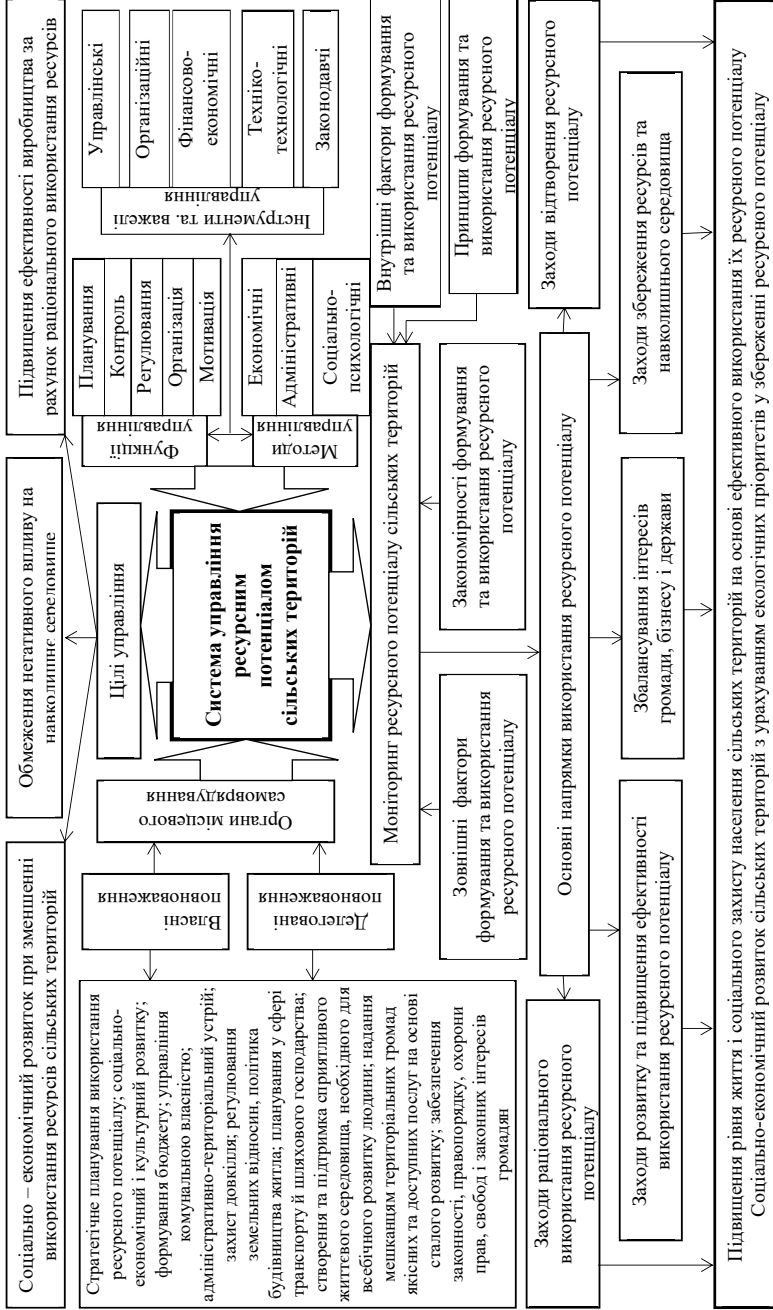 Соціально – економічний розвиток при зменшенні
використання ресурсів сільських територій
Обмеження негативного впливу на
навколишнє середовище
Підвищення ефективності виробництва за
рахунок раціонального використання ресурсів
Цілі управління
Стратегічне планування використання
ресурсного потенціалу; соціально-
економічний і культурний розвитку;
формування бюджету; управління
комунальною власністю;
адміністративно-територіальний устрій;
захист довкілля; регулювання
земельних відносин, політика
будівництва житла; планування у сфері
транспорту й шляхового господарства;
створення та підтримка сприятливого
життєвого середовища, необхідного для
всебічного розвитку людини; надання
мешканцям територіальних громад
якісних та доступних послуг на основі
сталого розвитку; забезпечення
законності, правопорядку, охорони
прав, свобод і законних інтересів
громадян
Власні
повноваження
Делеговані
повноваження
Органи місцевого
самоврядування
Система управління
ресурсним
потенціалом
сільських територій
Функції
управління
Планування
Контроль
Регулювання
Організація
Мотивація
Методи
управління
Економічні
Адміністративні
Соціально-
психологічні
Інструменти та. важелі
управління
Управлінські
Організаційні
Фінансово-
економічні
Техніко-
технологічні
Законодавчі
Моніторинг ресурсного потенціалу сільських територій
Внутрішні фактори формування
та використання ресурсного
потенціалу
Принципи формування та
використання ресурсного
потенціалу
Зовнішні фактори
формування та використання
ресурсного потенціалу
Закономірності формування
та використання ресурсного
потенціалу
Основні напрямки використання ресурсного потенціалу
Заходи раціонального
використання ресурсного
потенціалу
Заходи відтворення ресурсного
потенціалу
Заходи розвитку та підвищення ефективності
використання ресурсного потенціалу
Збалансування інтересів
громади, бізнесу і держави
Заходи збереження ресурсів та
навколишнього середовища
Підвищення рівня життя і соціального захисту населення сільських територій на основі ефективного використання їх ресурсного потенціалу
Соціально-економічний розвиток сільських територій з урахуванням екологічних пріоритетів у збереженні ресурсного потенціалу